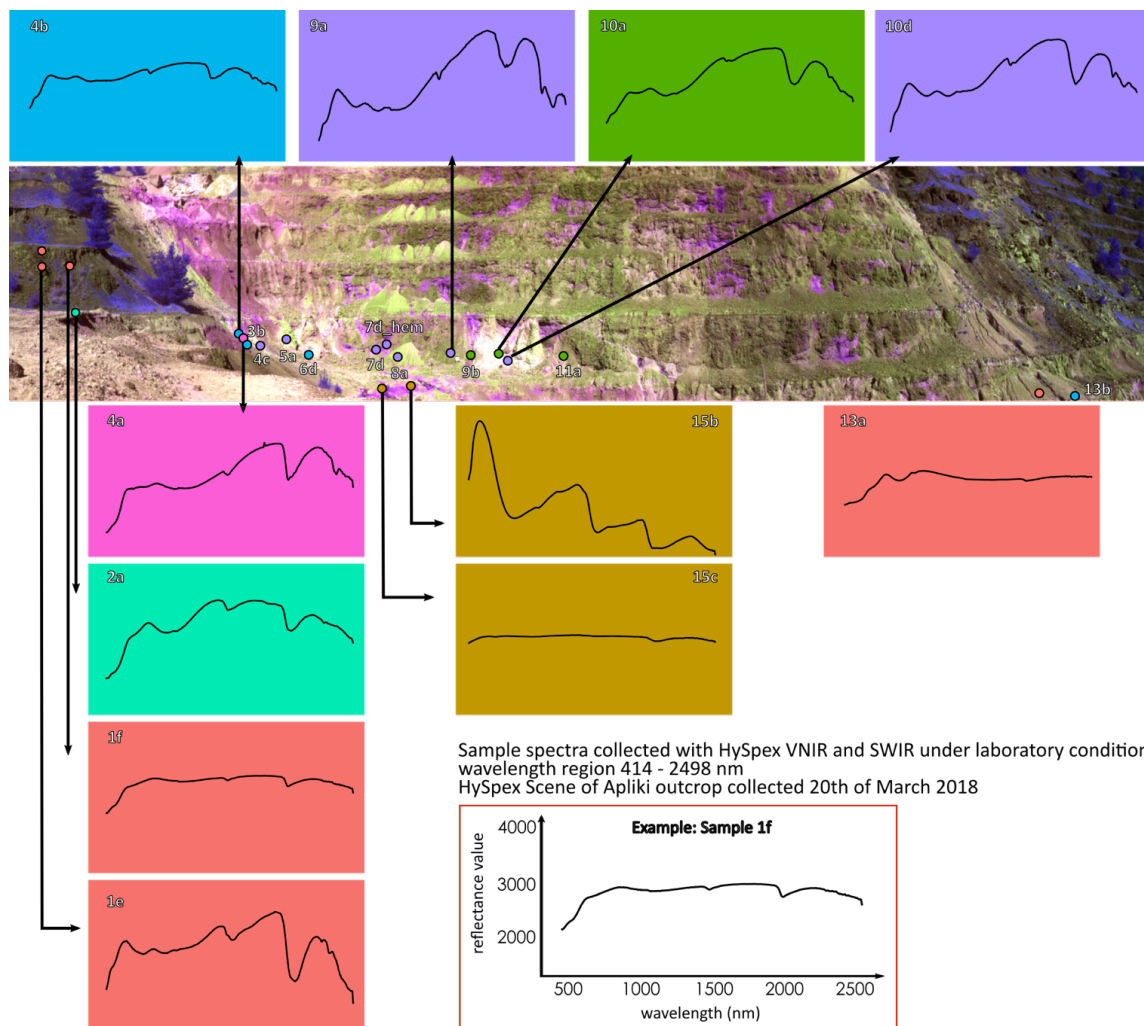 4b
9a
10a
10d
3b
4c
5a
6d
7d_hem
7d
8a
9b
11a
13b
4a
15b
13a
2a
15c
1f
1e
Sample spectra collected with HySpex VNIR and SWIR under laboratory condition
wavelength region 414 - 2498 nm
HySpex Scene of Apliki outcrop collected 20th of March 2018
Example: Sample 1f
reflectance value
4000
3000
2000
500 1000 1500 2000 2500
wavelength (nm)